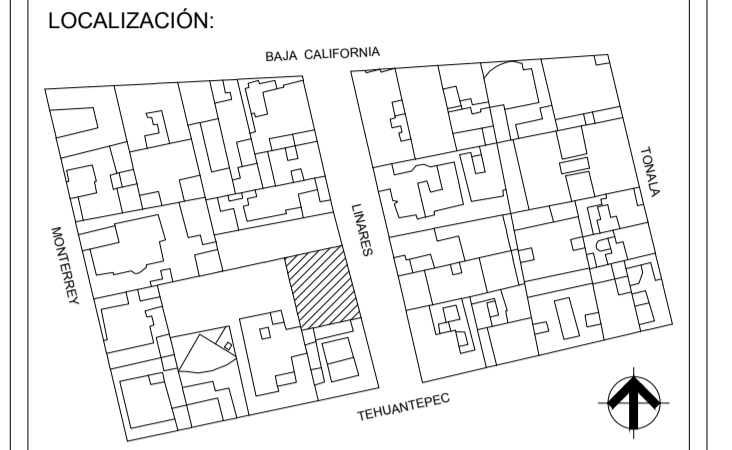 LOCALIZACIÓN:
BAJA CALIFORNIA
MONTERREY
LINARES
TONALA
TEHUANTEPEC